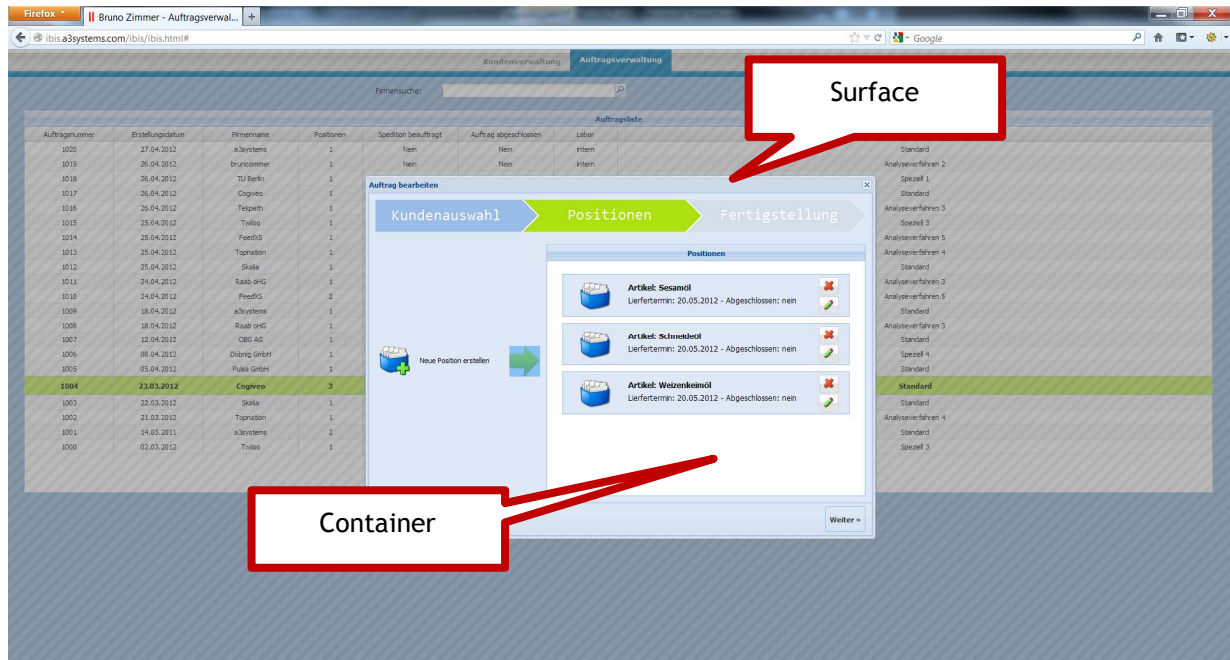 Firefox
Bruno Zimmer - Auftragsverwal... +
ibis.a3systems.com/ibis/ibis.html#
Google
Kundenverwaltung Auftragsverwaltung
Firmensuche:
Surface
Auftragsliste
Auftragsnummer Erstellungsdatum Firmenname Positionen Spedition beauftragt Auftrag abgeschlossen Labor
1020 27.04.2012 a3systems 1 Nein Nein intern Standard
1019 26.04.2012 brunozimmer 1 Nein Nein intern Analyseverfahren 2
1018 26.04.2012 TU Berlin 1 Speziell 1
1017 26.04.2012 Cogiveo 1 Standard
1016 26.04.2012 Tekpath 1 Analyseverfahren 3
1015 25.04.2012 Twiloo 1 Speziell 3
1014 25.04.2012 FeedXS 1 Analyseverfahren 5
1013 25.04.2012 Topnation 1 Analyseverfahren 4
1012 25.04.2012 Skalia 1 Standard
1011 24.04.2012 Raab oHG 1 Analyseverfahren 3
1010 24.04.2012 FeedXS 2 Analyseverfahren 5
1009 18.04.2012 a3systems 1 Standard
1008 18.04.2012 Raab oHG 1 Analyseverfahren 3
1007 12.04.2012 OBG AG 1 Standard
1006 08.04.2012 Dobnig GmbH 1 Speziell 4
1005 05.04.2012 Pulsa GmbH 1 Standard
1004 23.03.2012 Cogiveo 3 Standard
1003 22.03.2012 Skalia 1 Standard
1002 21.03.2012 Topnation 1 Analyseverfahren 4
1001 14.03.2011 a3systems 2 Standard
1000 02.03.2012 Twiloo 1 Speziell 3
Auftrag bearbeiten
Kundenauswahl Positionen Fertigstellung
Positionen
Artikel: Sesamöl
Lierfertermin: 20.05.2012 - Abgeschlossen: nein
Artikel: Schneideöl
Lierfertermin: 20.05.2012 - Abgeschlossen: nein
Neue Position erstellen
Artikel: Weizenkeimöl
Lierfertermin: 20.05.2012 - Abgeschlossen: nein
Container
Weiter »